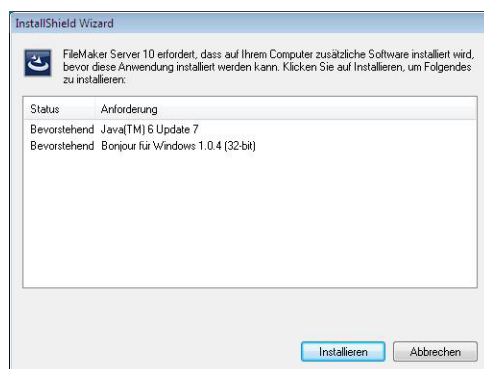 InstallShield Wizard
FileMaker Server 10 erfordert, dass auf Ihrem Computer zusätzliche Software installiert wird,
bevor diese Anwendung installiert werden kann. Klicken Sie auf Installieren, um Folgendes
zu installieren:
Status Anforderung
Bevorstehend Java(TM) 6 Update 7
Bevorstehend Bonjour für Windows 1.0.4 (32-bit)
Installieren Abbrechen